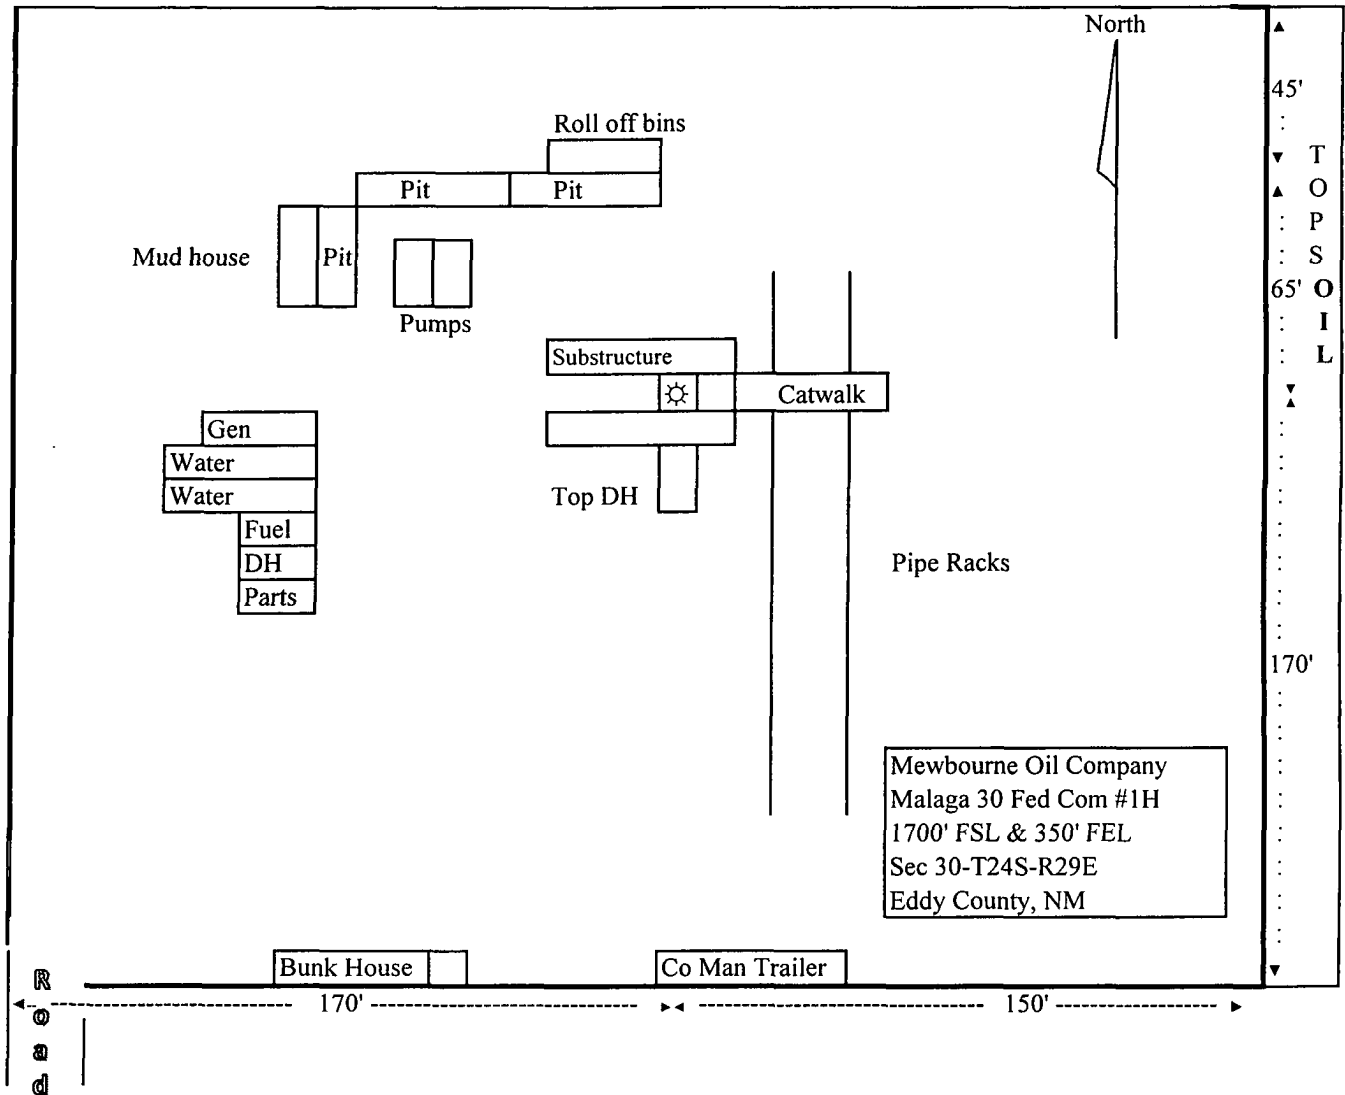 North
45'
Roll off bins
Pit
Pit
Mud house
Pit
Pumps
TOPSOIL
65'
Substructure
Catwalk
Gen
Water
Water
Top DH
Fuel
DH
Parts
Pipe Racks
170'
Mewbourne Oil Company
Malaga 30 Fed Com #1H
1700' FSL & 350' FEL
Sec 30-T24S-R29E
Eddy County, NM
Bunk House
Co Man Trailer
Road
170'
150'